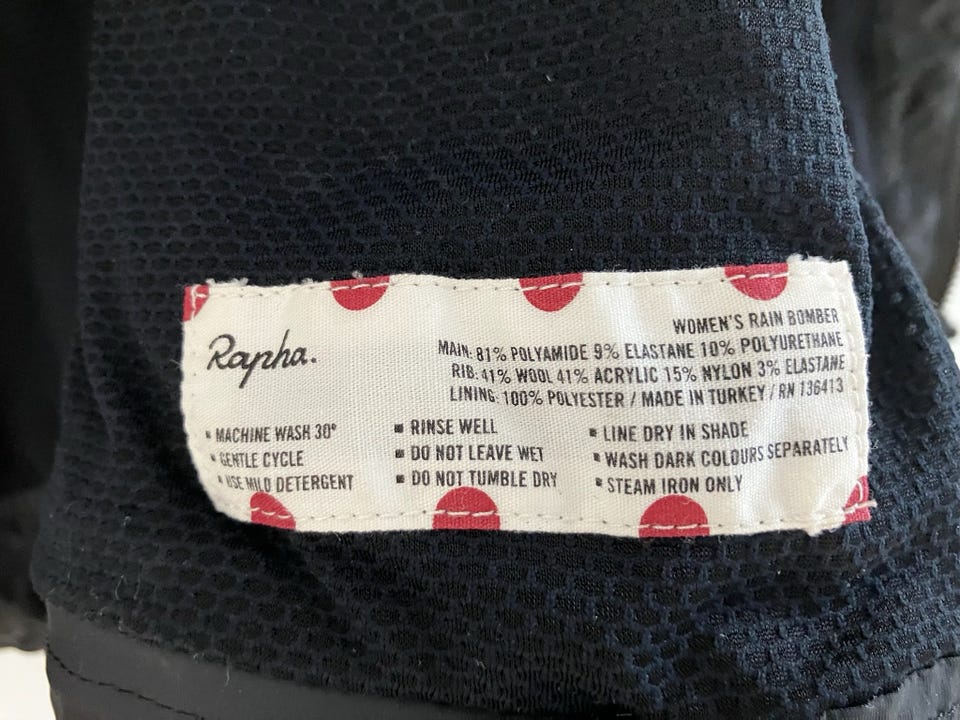 Rapha.
WOMEN'S RAIN BOMBER
MAIN: 81% POLYAMIDE 9% ELASTANE 10% POLYURETHANE
RIB: 41% WOOL 41% ACRYLIC 15% NYLON 3% ELASTANE
LINING: 100% POLYESTER / MADE IN TURKEY / RN 136413
▪ MACHINE WASH 30°
▪ GENTLE CYCLE
▪ USE MILD DETERGENT
▪ RINSE WELL
▪ DO NOT LEAVE WET
▪ DO NOT TUMBLE DRY
▪ LINE DRY IN SHADE
▪ WASH DARK COLOURS SEPARATELY
▪ STEAM IRON ONLY